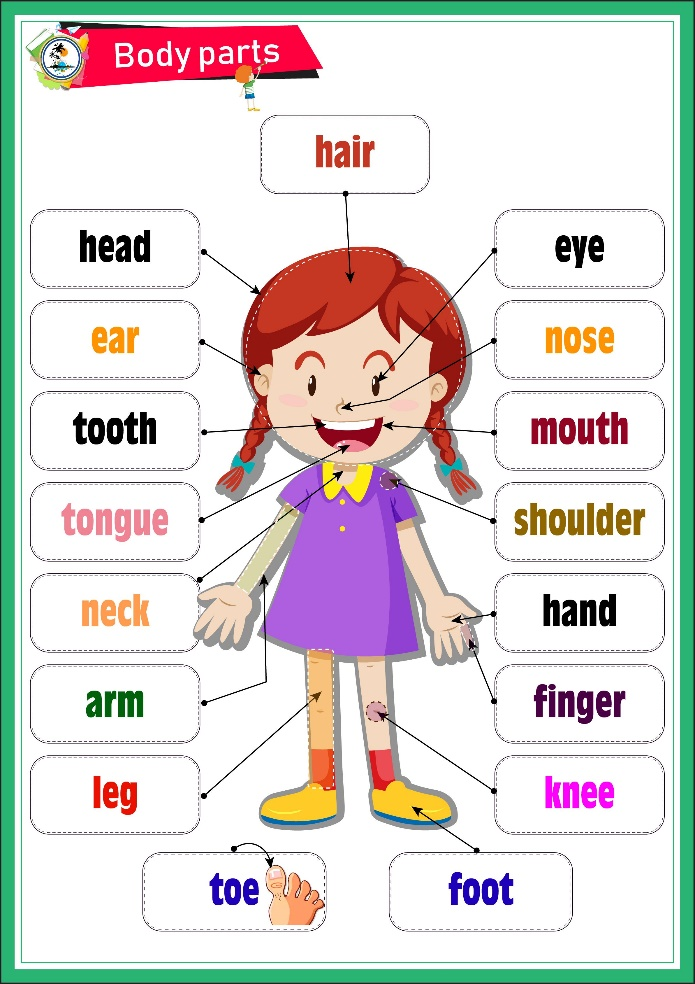 Body parts
hair
head
eye
ear
nose
tooth
mouth
tongue
shoulder
neck
hand
arm
finger
leg
knee
toe
foot